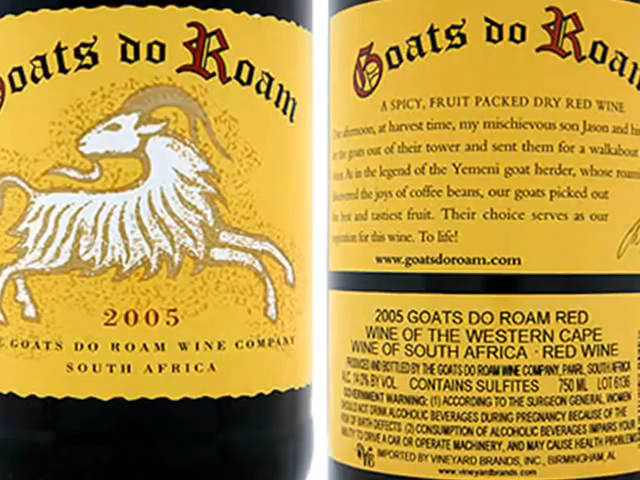 Goats do Roam
2005
GOATS DO ROAM WINE COMPANY
SOUTH AFRICA
Goats do Roam
A SPICY, FRUIT PACKED DRY RED WINE
afternoon, at harvest time, my mischievous son Jason and
the goats out of their tower and sent them for a walkabout
As in the legend of the Yemeni goat herder, whose
the joys of coffee beans, our goats picked out
best and tastiest fruit. Their choice serves as our
for this wine. To life!
www.goatsdoroam.com
2005 GOATS DO ROAM RED
WINE OF THE WESTERN CAPE
WINE OF SOUTH AFRICA · RED WINE
PRODUCED AND BOTTLED BY THE GOATS DO ROAM WINE COMPANY, PAARL, SOUTH AFRICA
ALC. 14.0% BY VOL CONTAINS SULFITES 750 ML LOT 6136
GOVERNMENT WARNING: (1) ACCORDING TO THE SURGEON GENERAL, WOMEN
SHOULD NOT DRINK ALCOHOLIC BEVERAGES DURING PREGNANCY BECAUSE OF THE
RISK OF BIRTH DEFECTS. (2) CONSUMPTION OF ALCOHOLIC BEVERAGES IMPAIRS YOUR
ABILITY TO DRIVE A CAR OR OPERATE MACHINERY, AND MAY CAUSE HEALTH PROBLEMS
IMPORTED BY VINEYARD BRANDS, INC., BIRMINGHAM, AL
www.vineyardbrands.com